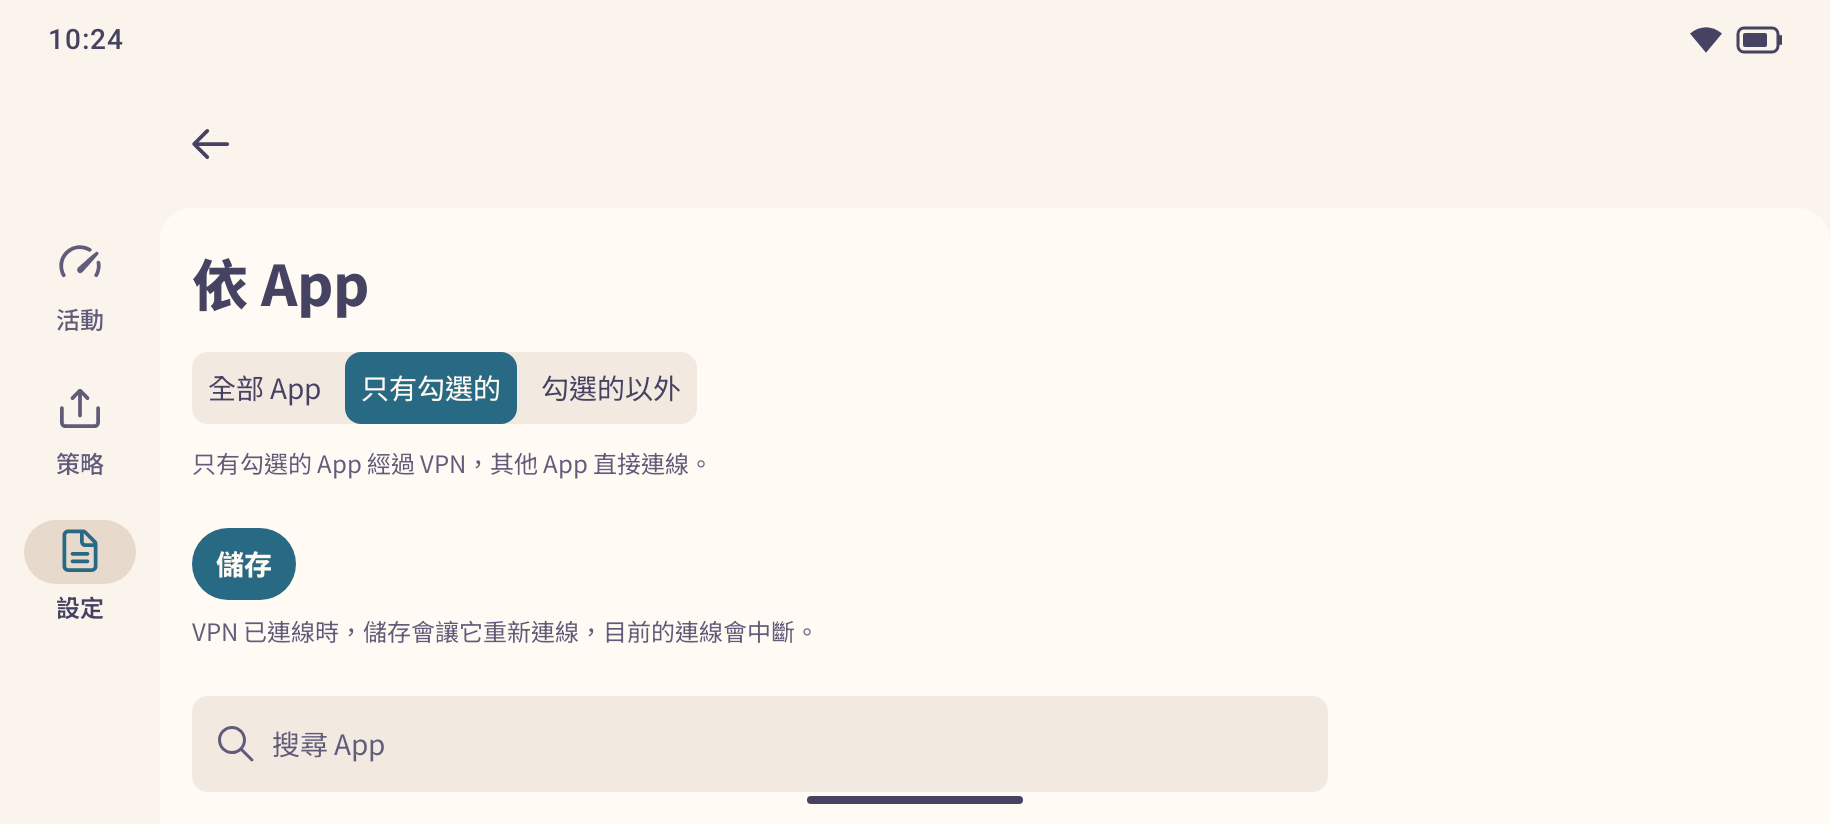 10:24
依 App
全部 App
只有勾選的
勾選的以外
只有勾選的 App 經過 VPN，其他 App 直接連線。
儲存
VPN 已連線時，儲存會讓它重新連線，目前的連線會中斷。
搜尋 App
活動
策略
設定